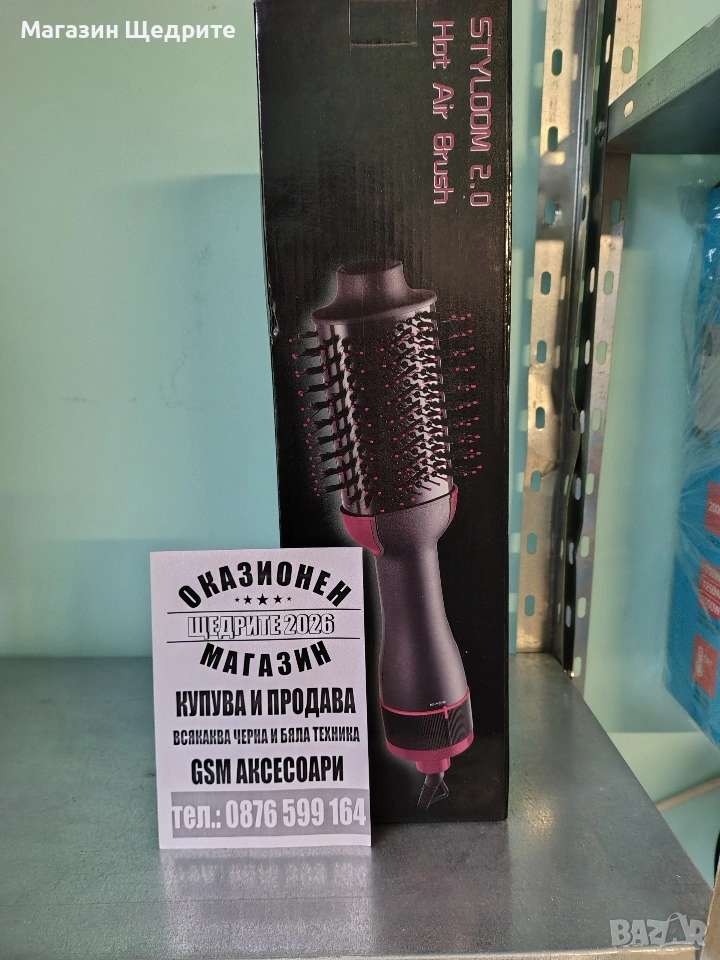 Магазин Щедрите
STYLOOM 2.0
Hot Air Brush
ОКАЗИОНЕН
ЩЕДРИТЕ 2026
МАГАЗИН
КУПУВА И ПРОДАВА
ВСЯКАКВА ЧЕРНА И БЯЛА ТЕХНИКА
GSM АКСЕСОАРИ
тел.: 0876 599 164
BAZAR